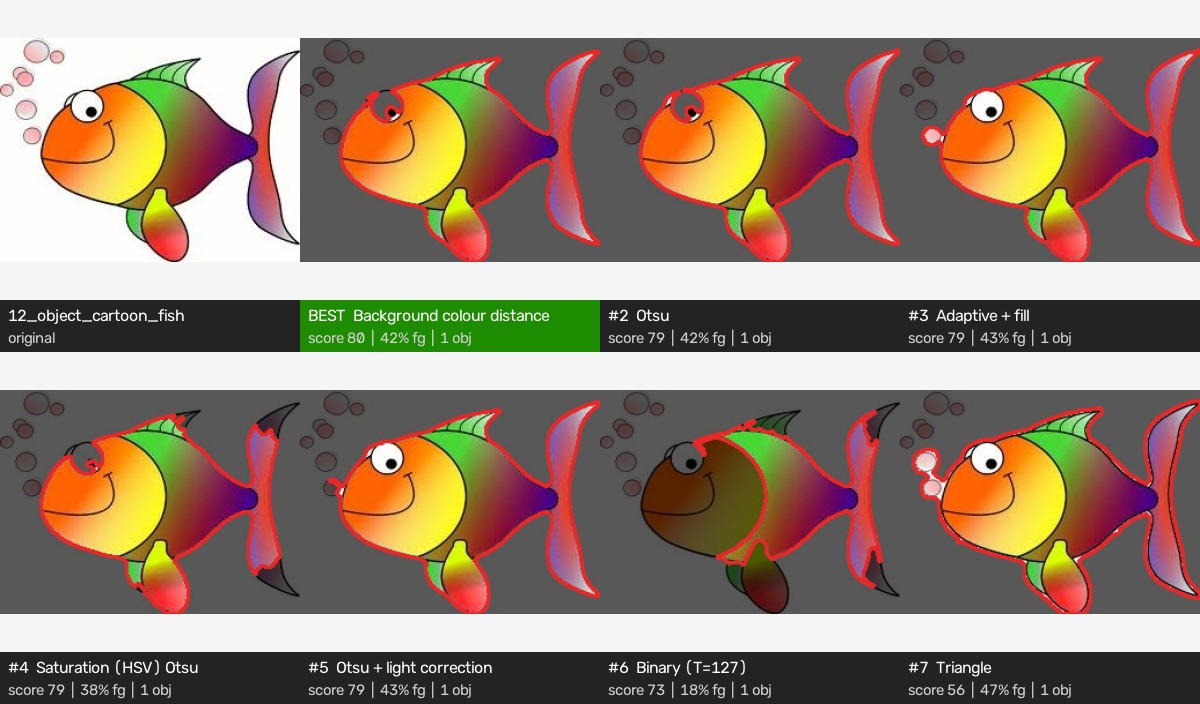 12_object_cartoon_fish
original
BEST Background colour distance
score 80 | 42% fg | 1 obj
#2 Otsu
score 79 | 42% fg | 1 obj
#3 Adaptive + fill
score 79 | 43% fg | 1 obj
#4 Saturation (HSV) Otsu
score 79 | 38% fg | 1 obj
#5 Otsu + light correction
score 79 | 43% fg | 1 obj
#6 Binary (T=127)
score 73 | 18% fg | 1 obj
#7 Triangle
score 56 | 47% fg | 1 obj